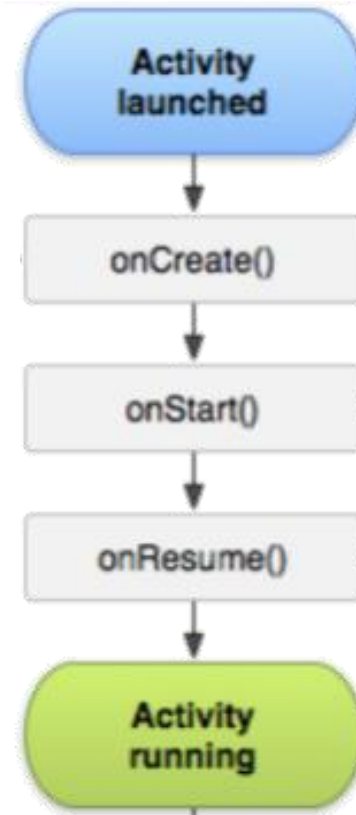 Activity
launched
onCreate()
onStart()
onResume()
Activity
running